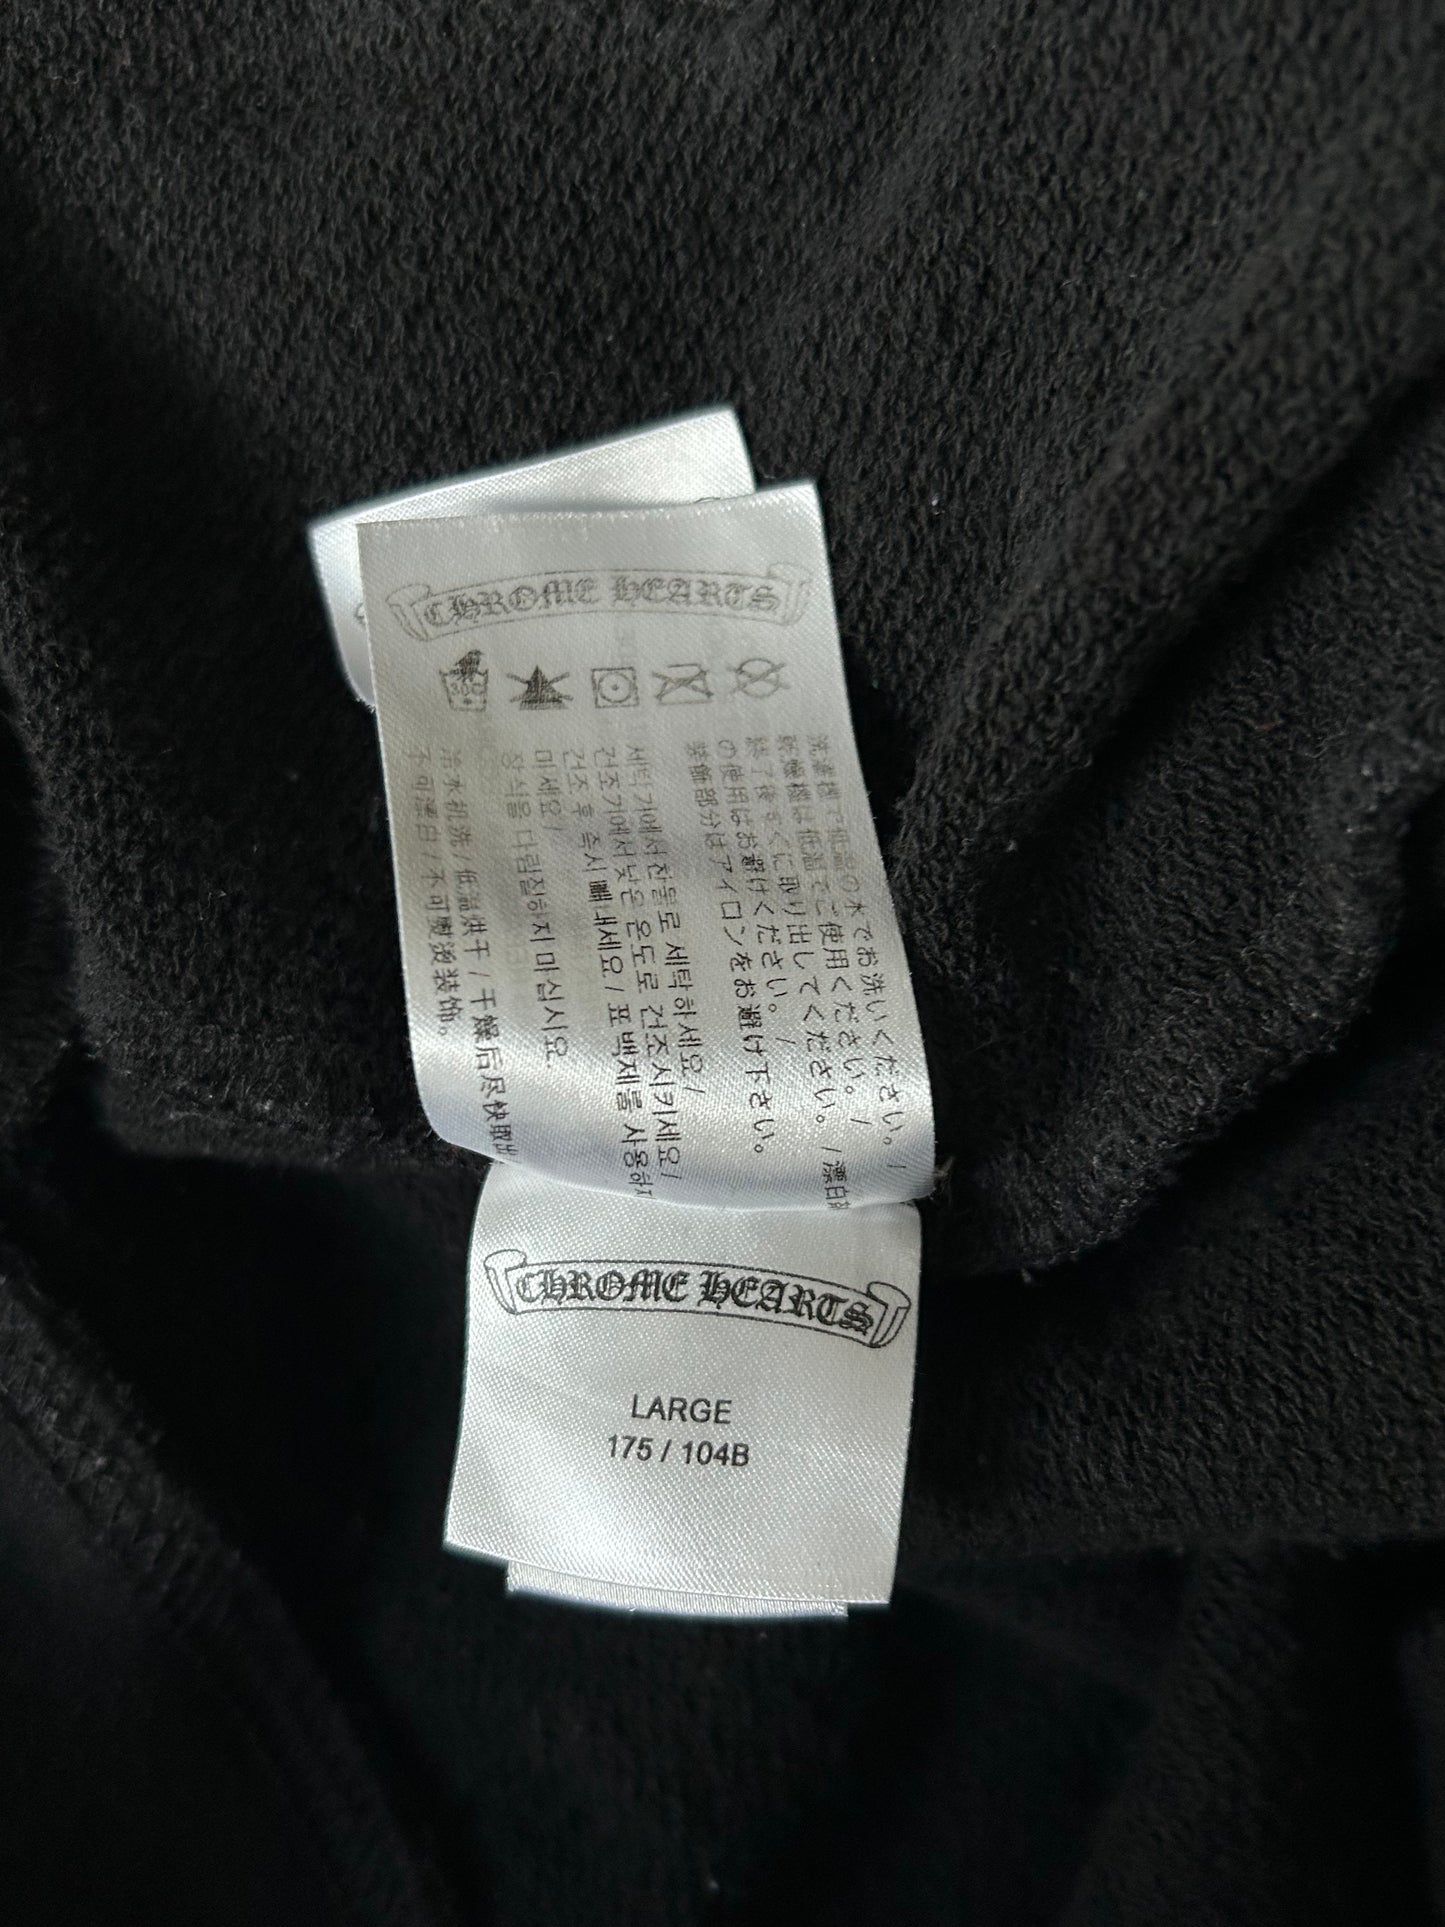 CHROME HEARTS
30C
洗濯機で低温の水でお洗いください。/
乾燥機は低温でご使用ください。/
終了後すぐに取り出してください。/漂白剤
の使用はお避けください。/
装飾部分はアイロンをお避け下さい。
세탁기에서 찬물로 세탁하세요/
건조기에서 낮은 온도로 건조시키세요/
건조 후 즉시 빼내세요/표백제를 사용하지
마세요/
장식을 다림질하지 마십시오.
冷水机洗/低温烘干/干燥后尽快取出
不可漂白/不可熨烫装饰。
CHROME HEARTS
LARGE
175 / 104B